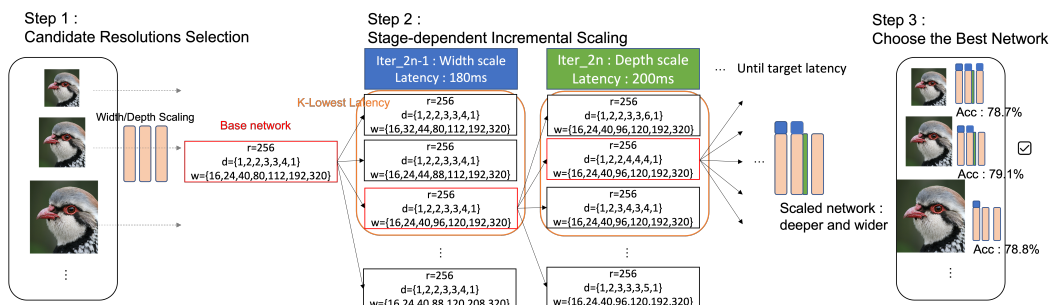 Step 1 :
Candidate Resolutions Selection
Width/Depth Scaling
Base network
r=256
d={1,2,2,3,3,4,1}
w={16,24,40,80,112,192,320}
Step 2 :
Stage-dependent Incremental Scaling
Iter_2n-1 : Width scale
Latency : 180ms
K-Lowest Latency
r=256
d={1,2,2,3,3,4,1}
w={16,32,44,80,112,192,320}
r=256
d={1,2,2,3,3,4,1}
w={16,24,44,88,112,192,320}
r=256
d={1,2,2,3,3,4,1}
w={16,24,40,96,120,192,320}
r=256
d={1,2,2,3,3,4,1}
w={16,24,40,88,120,208,320}
Iter_2n : Depth scale
Latency : 200ms
r=256
d={1,2,2,3,3,6,1}
w={16,24,40,96,120,192,320}
r=256
d={1,2,2,4,4,4,1}
w={16,24,40,96,120,192,320}
r=256
d={1,2,3,4,3,4,1}
w={16,24,40,96,120,192,320}
r=256
d={1,2,3,3,3,5,1}
w={16,24,40,96,120,192,320}
··· Until target latency
Scaled network :
deeper and wider
Step 3 :
Choose the Best Network
Acc : 78.7%
Acc : 79.1%
Acc : 78.8%